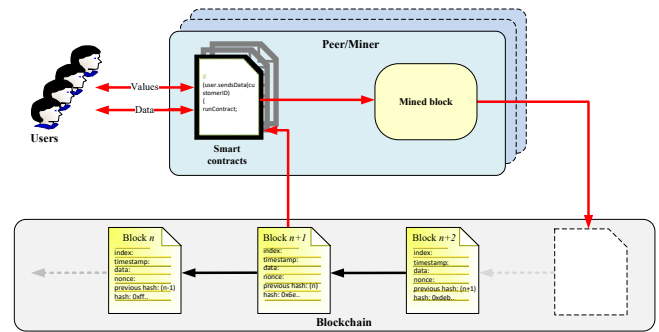 Peer/Miner
Values
Data
Users
//
(user.sendsData(cu
stomerID)
{
runContract;
Smart
contracts
Mined block
Block n
index:
timestamp:
data:
nonce:
previous hash: (n-1)
hash: 0xff..
Block n+1
index:
timestamp:
data:
nonce:
previous hash: (n)
hash: 0x6e..
Block n+2
index:
timestamp:
data:
nonce:
previous hash: (n+1)
hash: 0xdeb..
Blockchain